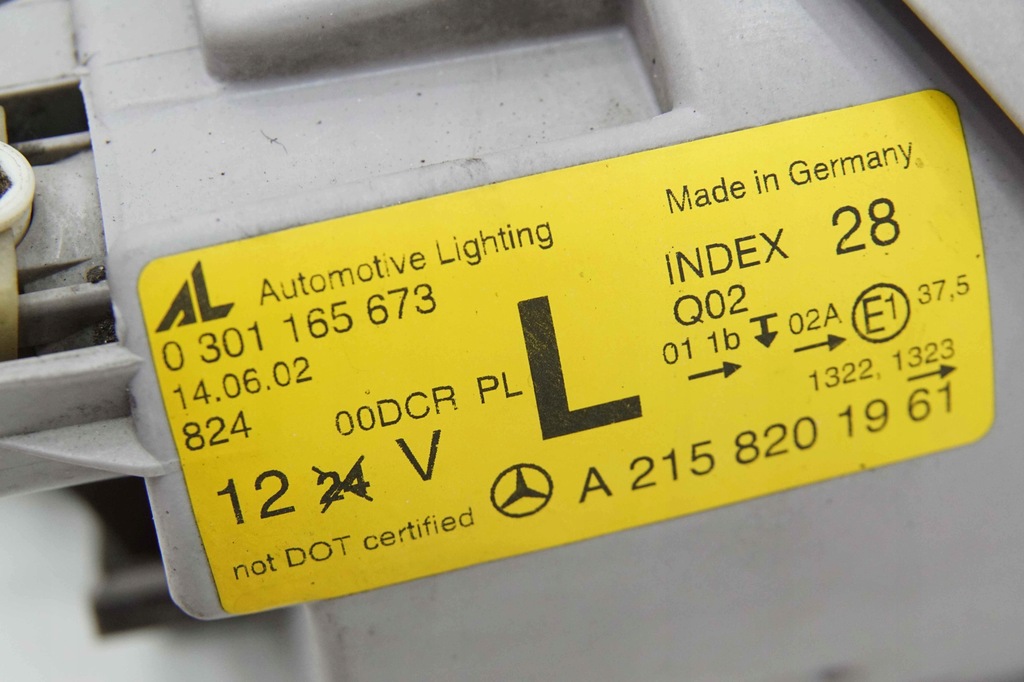 AL Automotive Lighting
0 301 165 673
14.06.02
824
00DCR PL
12 24 V
not DOT certified
L
Made in Germany
INDEX 28
Q02
01 1b → 02A E1 37,5
→ 1322, 1323 →
A 215 820 19 61